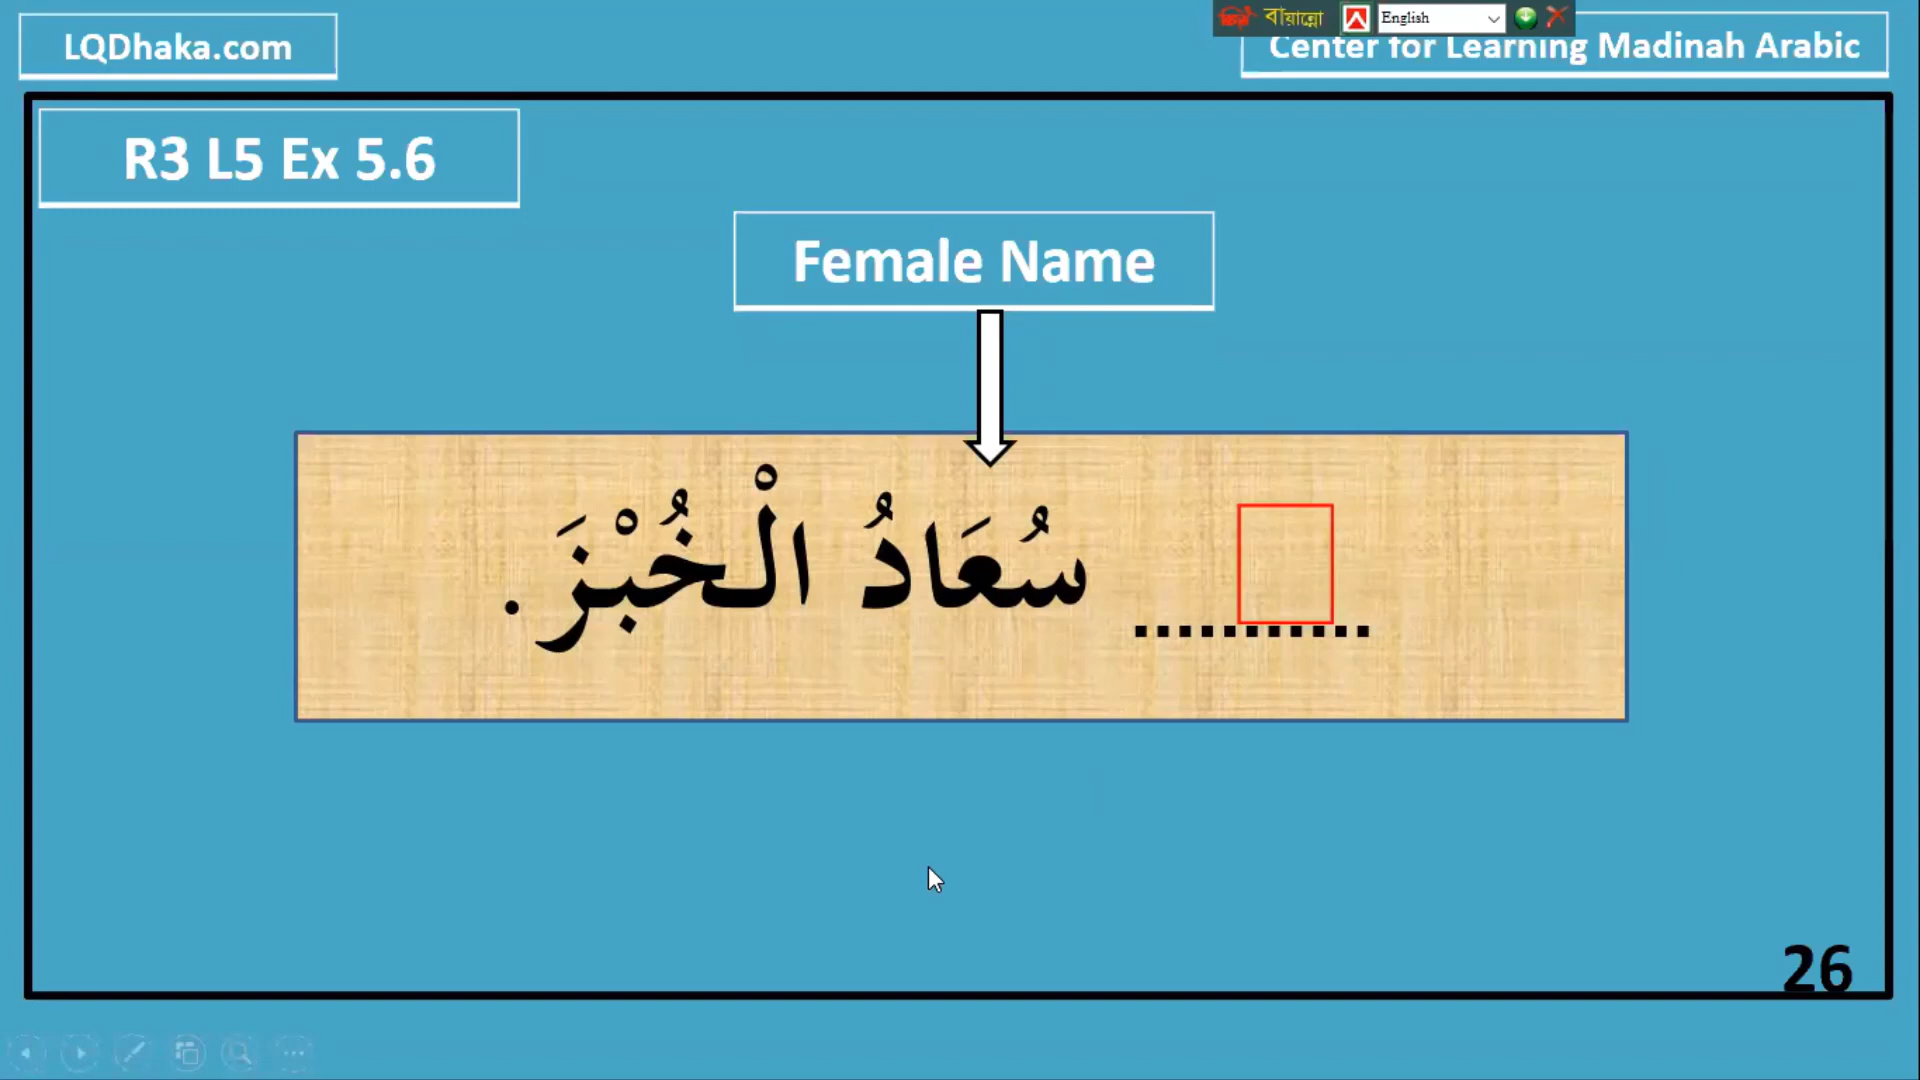 LQDhaka.com
বায়ান্নো
English
Center for Learning Madinah Arabic
R3 L5 Ex 5.6
Female Name
........... سُعَادُ الْخُبْزَ.
26